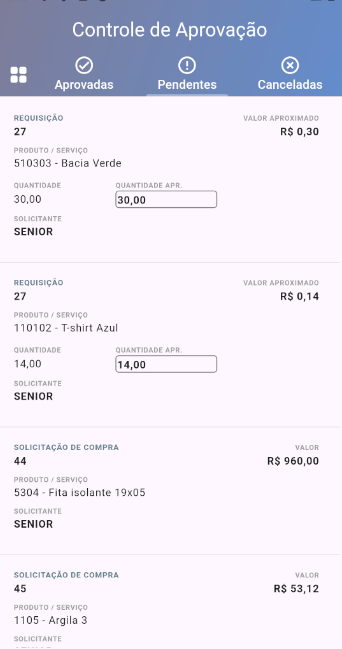 Controle de Aprovação
Aprovadas Pendentes Canceladas
REQUISIÇÃO VALOR APROXIMADO
27 R$ 0,30
PRODUTO / SERVIÇO
510303 - Bacia Verde
QUANTIDADE QUANTIDADE APR.
30,00 30,00
SOLICITANTE
SENIOR
REQUISIÇÃO VALOR APROXIMADO
27 R$ 0,14
PRODUTO / SERVIÇO
110102 - T-shirt Azul
QUANTIDADE QUANTIDADE APR.
14,00 14,00
SOLICITANTE
SENIOR
SOLICITAÇÃO DE COMPRA VALOR
44 R$ 960,00
PRODUTO / SERVIÇO
5304 - Fita isolante 19x05
SOLICITANTE
SENIOR
SOLICITAÇÃO DE COMPRA VALOR
45 R$ 53,12
PRODUTO / SERVIÇO
1105 - Argila 3
SOLICITANTE